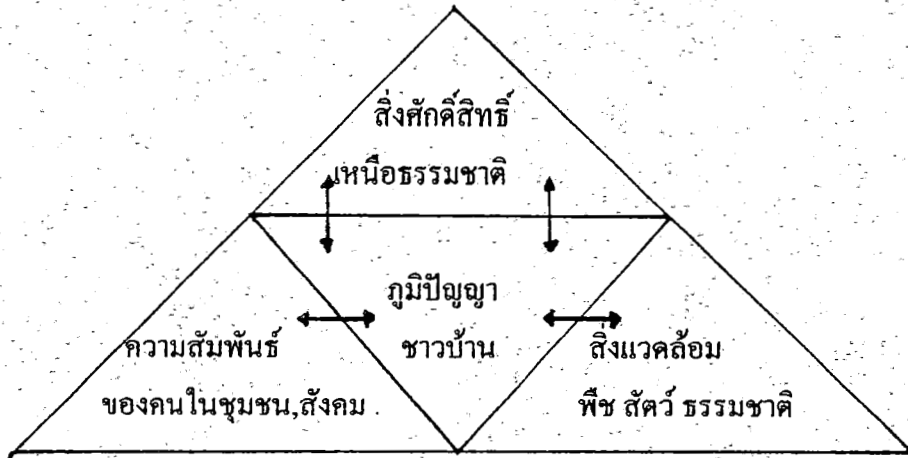 สิ่งศักดิ์สิทธิ์
เหนือธรรมชาติ
ภูมิปัญญา
ชาวบ้าน
ความสัมพันธ์
ของคนในชุมชน,สังคม
สิ่งแวดล้อม
พืช สัตว์ ธรรมชาติ